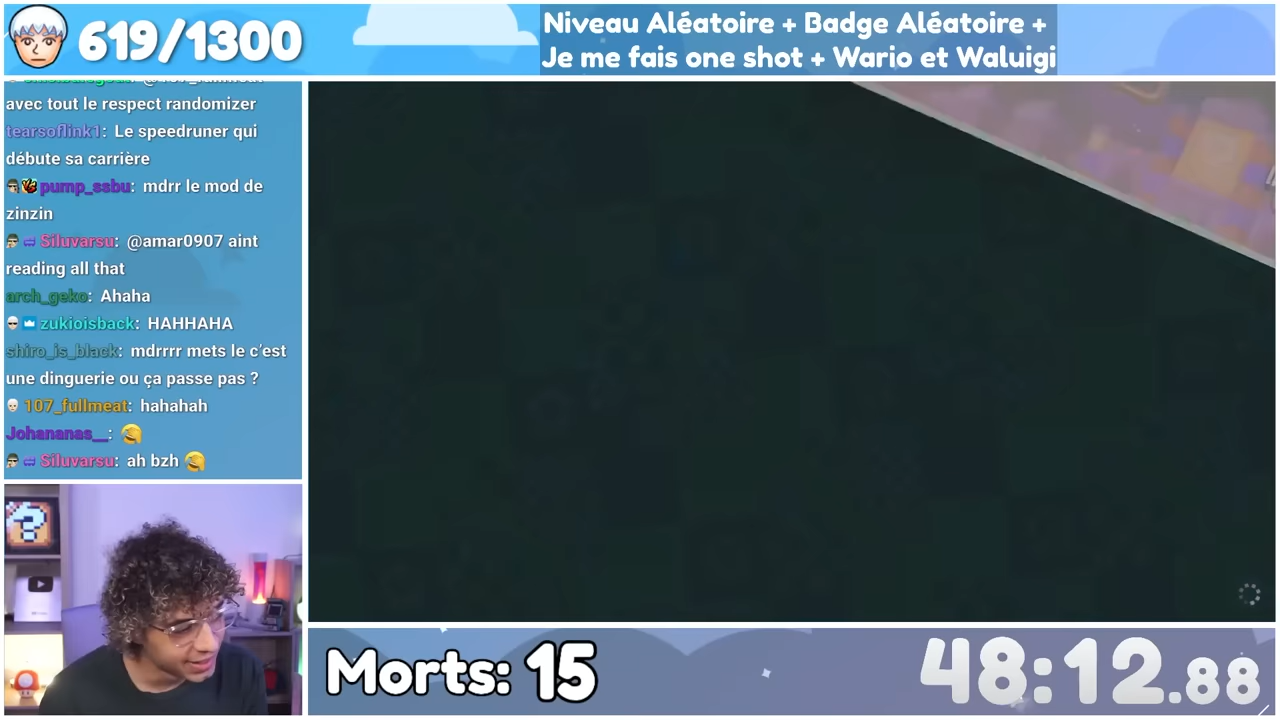 619/1300
Niveau Aléatoire + Badge Aléatoire +
Je me fais one shot + Wario et Waluigi
avec tout le respect randomizer
tearsoflink1: Le speedruner qui
débute sa carrière
pump_ssbu: mdrr le mod de
zinzin
Siluvarsu: @amar0907 aint
reading all that
arch_geko: Ahaha
zukioisback: HAHHAHA
shiro_is_black: mdrrrr mets le c'est
une dinguerie ou ça passe pas ?
107_fullmeat: hahahah
Johananas__:
Siluvarsu: ah bzh
Morts: 15
48:12.88